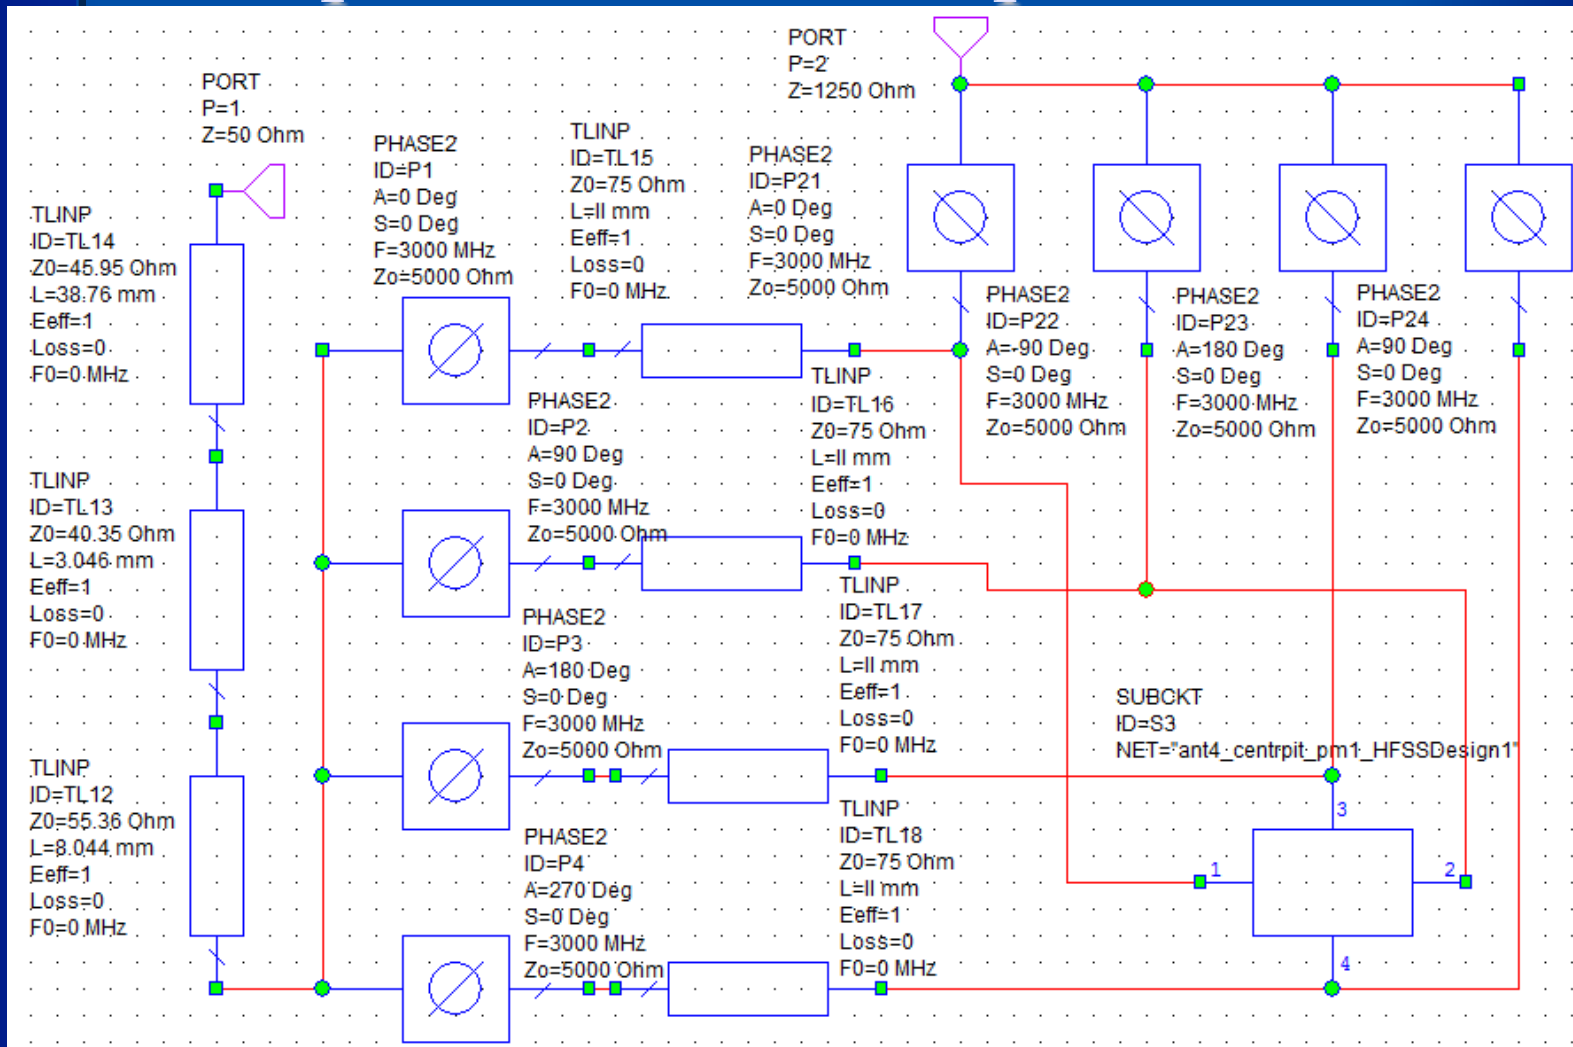 PORT
P=1
Z=50 Ohm
PORT
P=2
Z=1250 Ohm
TLINP
ID=TL14
Z0=45.95 Ohm
L=38.76 mm
Eeff=1
Loss=0
F0=0 MHz
PHASE2
ID=P1
A=0 Deg
S=0 Deg
F=3000 MHz
Zo=5000 Ohm
TLINP
ID=TL15
Z0=75 Ohm
L=ll mm
Eeff=1
Loss=0
F0=0 MHz
PHASE2
ID=P21
A=0 Deg
S=0 Deg
F=3000 MHz
Zo=5000 Ohm
PHASE2
ID=P22
A=-90 Deg
S=0 Deg
F=3000 MHz
Zo=5000 Ohm
PHASE2
ID=P23
A=180 Deg
S=0 Deg
F=3000 MHz
Zo=5000 Ohm
PHASE2
ID=P24
A=90 Deg
S=0 Deg
F=3000 MHz
Zo=5000 Ohm
TLINP
ID=TL13
Z0=40.35 Ohm
L=3.046 mm
Eeff=1
Loss=0
F0=0 MHz
PHASE2
ID=P2
A=90 Deg
S=0 Deg
F=3000 MHz
Zo=5000 Ohm
TLINP
ID=TL16
Z0=75 Ohm
L=ll mm
Eeff=1
Loss=0
F0=0 MHz
PHASE2
ID=P3
A=180 Deg
S=0 Deg
F=3000 MHz
Zo=5000 Ohm
TLINP
ID=TL17
Z0=75 Ohm
L=ll mm
Eeff=1
Loss=0
F0=0 MHz
SUBCKT
ID=S3
NET="ant4_centrpit_pm1_HFSSDesign1"
TLINP
ID=TL12
Z0=55.36 Ohm
L=8.044 mm
Eeff=1
Loss=0
F0=0 MHz
PHASE2
ID=P4
A=270 Deg
S=0 Deg
F=3000 MHz
Zo=5000 Ohm
TLINP
ID=TL18
Z0=75 Ohm
L=ll mm
Eeff=1
Loss=0
F0=0 MHz
3
1
2
4